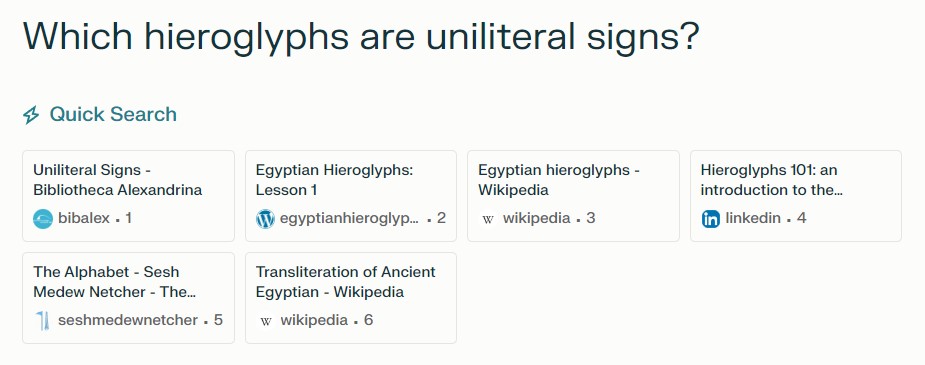 Which hieroglyphs are uniliteral signs?
Quick Search
Uniliteral Signs -
Bibliotheca Alexandrina
bibalex . 1
Egyptian Hieroglyphs:
Lesson 1
egyptianhieroglyp... . 2
Egyptian hieroglyphs -
Wikipedia
W wikipedia . 3
Hieroglyphs 101: an
introduction to the...
in linkedin . 4
The Alphabet - Sesh
Medew Netcher - The...
seshmedewnetcher . 5
Transliteration of Ancient
Egyptian - Wikipedia
W wikipedia . 6